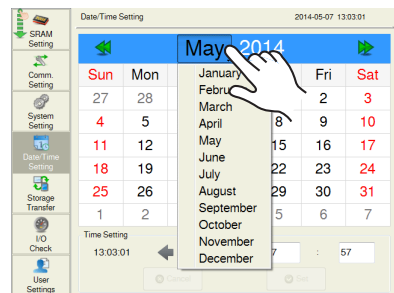 Date/Time Setting 2014-05-07 13:03:01
SRAM
Setting
Comm.
Setting
System
Setting
Date/Time
Setting
Storage
Transfer
I/O
Check
User
Settings
May 2014
Sun Mon Fri Sat
27 28 2 3
4 5 8 9 10
11 12 15 16 17
18 19 22 23 24
25 26 29 30 31
1 2 5 6 7
January
March
April
May
June
July
August
September
October
November
December
Time Setting
13:03:01 : 57
Cancel Set